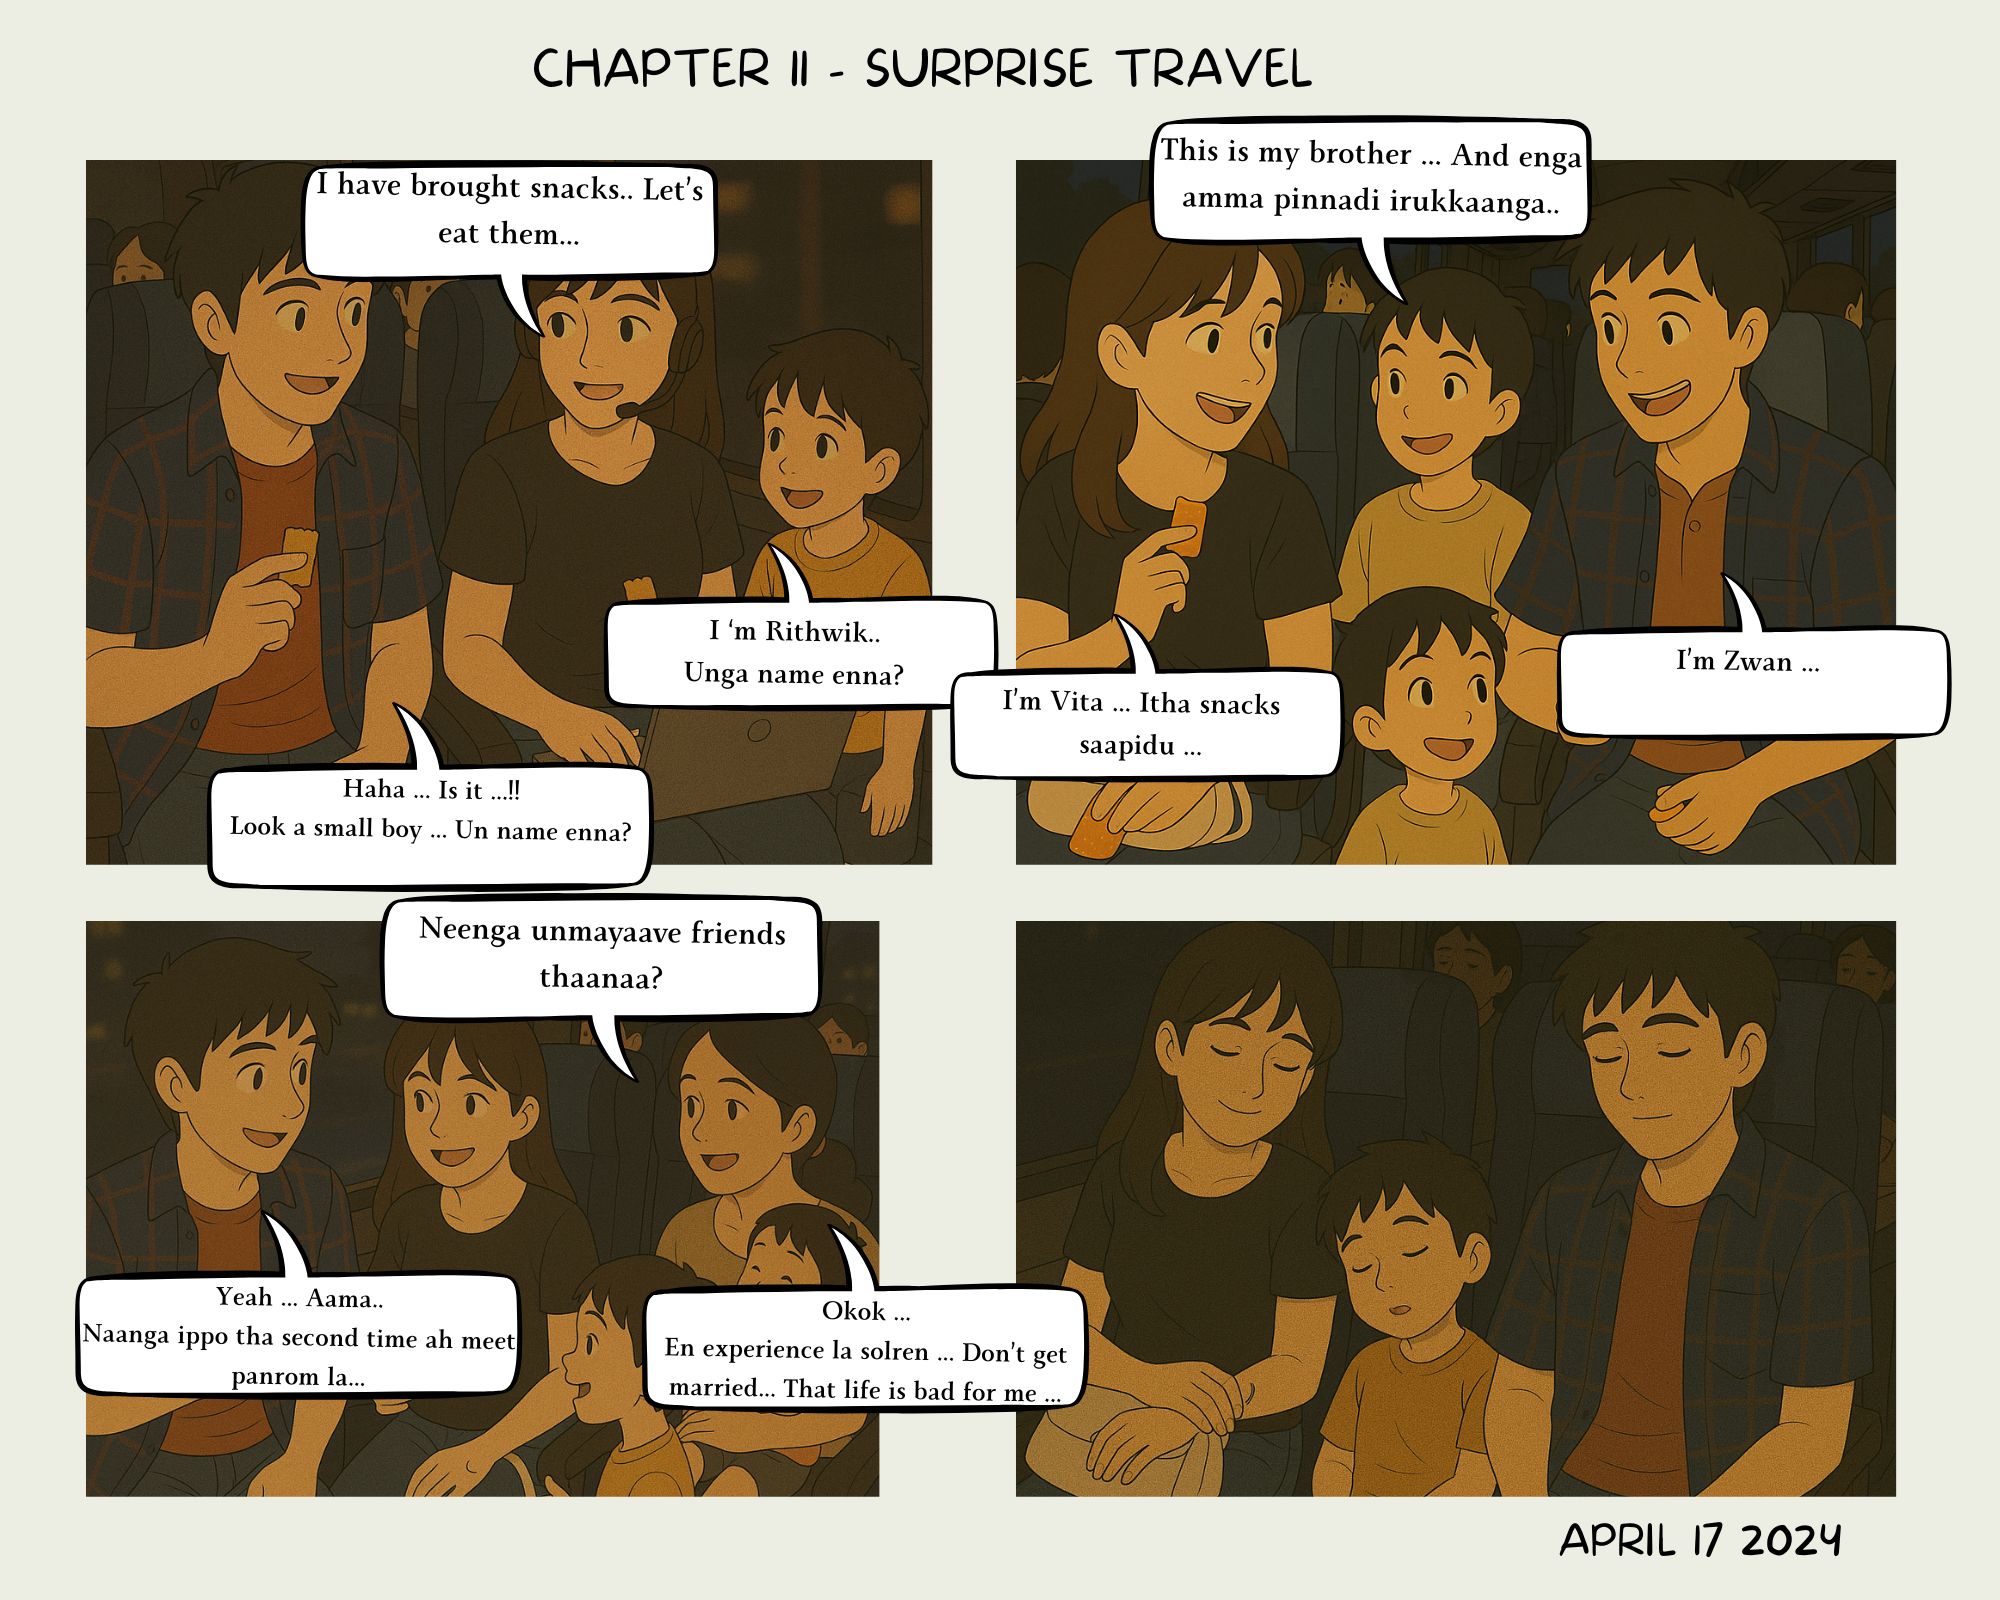 CHAPTER II - SURPRISE TRAVEL
I have brought snacks.. Let's
eat them...
Haha ... Is it ...!!
Look a small boy ... Un name enna?
I 'm Rithwik..
Unga name enna?
This is my brother ... And enga
amma pinnadi irukkaanga..
I'm Vita ... Itha snacks
saapidu ...
I'm Zwan ...
Neenga unmayaave friends
thaanaa?
Yeah ... Aama..
Naanga ippo tha second time ah meet
panrom la...
Okok ...
En experience la solren ... Don't get
married... That life is bad for me ...
APRIL 17 2024